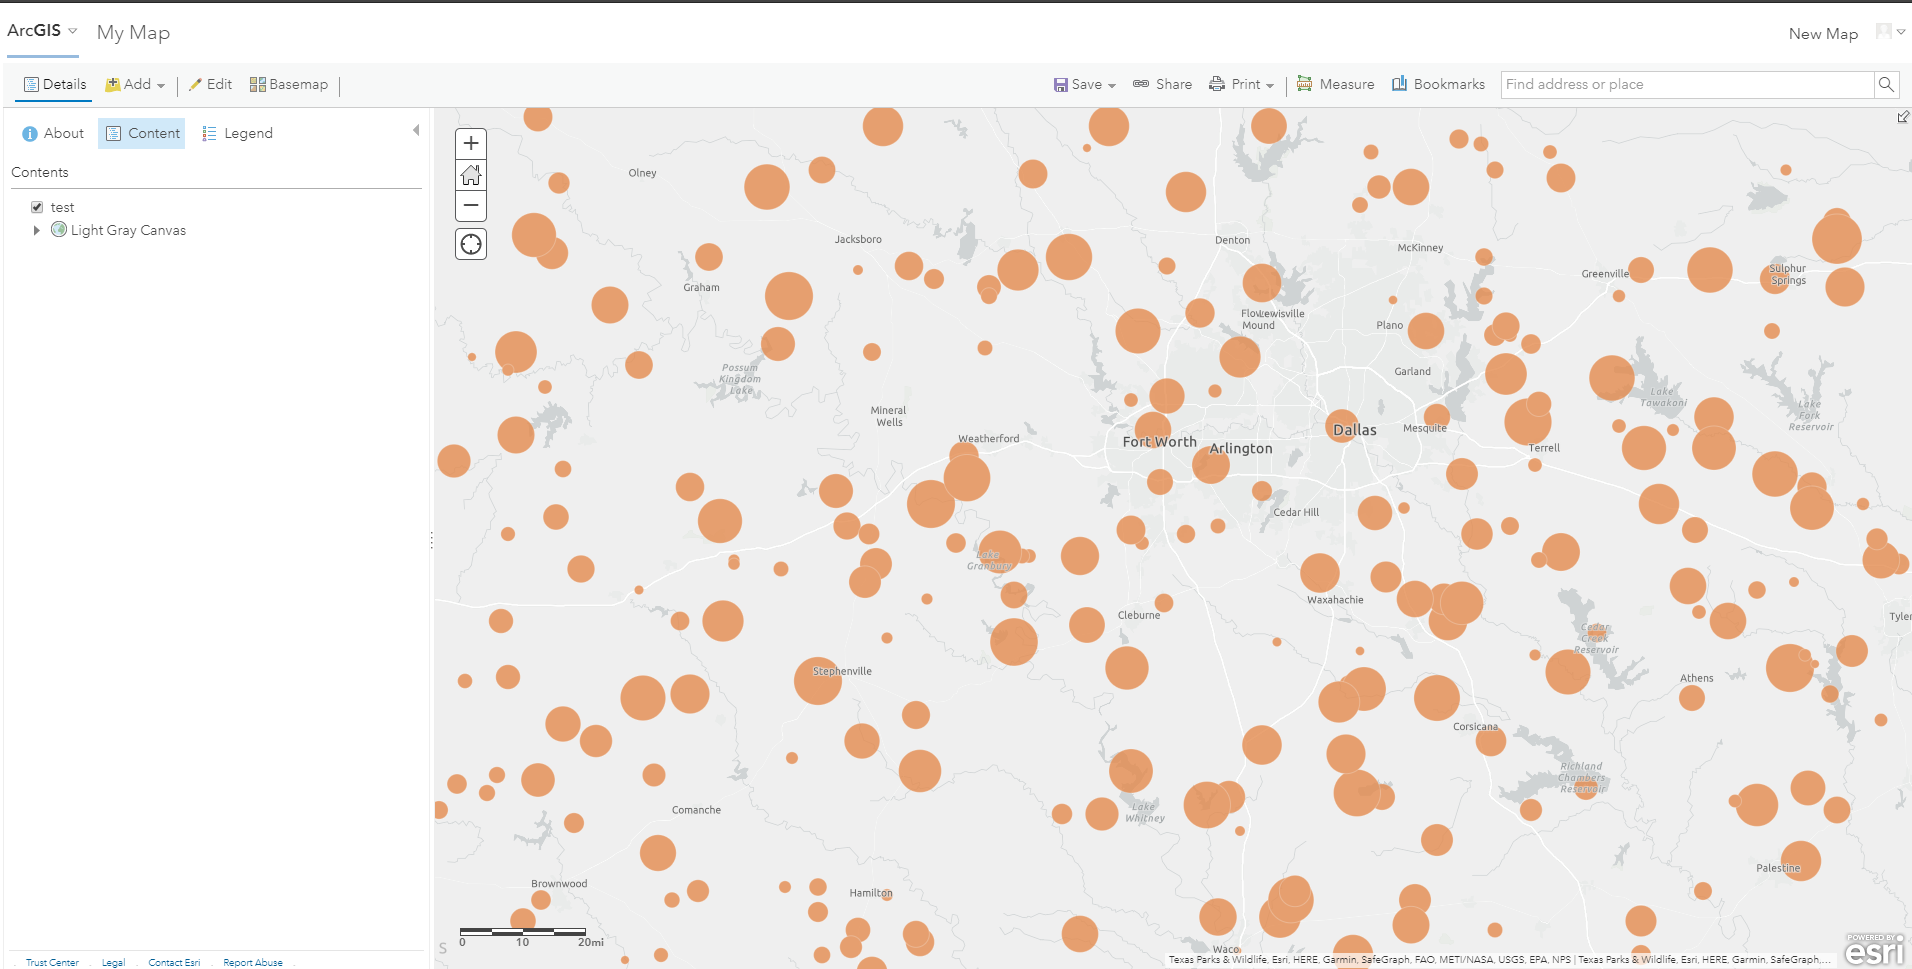 ArcGIS My Map New Map
Details Add Edit Basemap Save Share Print Measure Bookmarks Find address or place
About Content Legend
Contents
test
Light Gray Canvas
Olney
Jacksboro
Denton
McKinney
Graham
Greenville
Sulphur
Springs
Flower
Mound
Lewisville
Plano
Possum
Kingdom
Lake
Garland
Lake
Tawakoni
Lake
Fork
Reservoir
Mineral
Wells
Weatherford
Fort Worth
Arlington
Dallas
Mesquite
Terrell
Cedar Hill
Lake
Granbury
Cleburne
Waxahachie
Cedar
Creek
Reservoir
Tyler
Stephenville
Athens
Corsicana
Richland
Chambers
Reservoir
Comanche
Lake
Whitney
Palestine
Brownwood
Hamilton
Waco
S
0 10 20mi
Trust Center . Legal . Contact Esri . Report Abuse .
Texas Parks & Wildlife, Esri, HERE, Garmin, SafeGraph, FAO, METI/NASA, USGS, EPA, NPS | Texas Parks & Wildlife, Esri, HERE, Garmin, SafeGraph,...
POWERED BY
esri